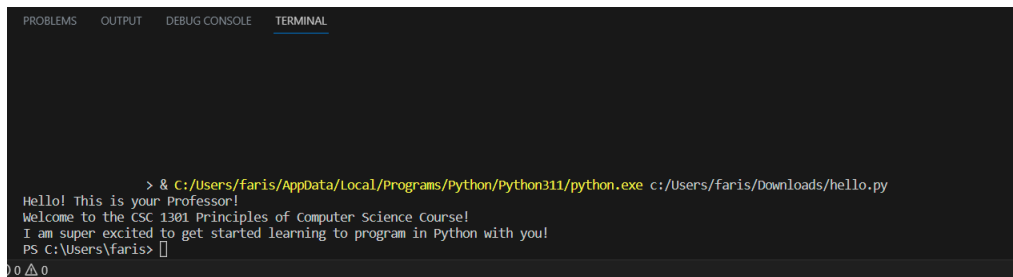 PROBLEMS OUTPUT DEBUG CONSOLE TERMINAL
> & C:/Users/faris/AppData/Local/Programs/Python/Python311/python.exe c:/Users/faris/Downloads/hello.py
Hello! This is your Professor!
Welcome to the CSC 1301 Principles of Computer Science Course!
I am super excited to get started learning to program in Python with you!
PS C:\Users\faris>
0 0